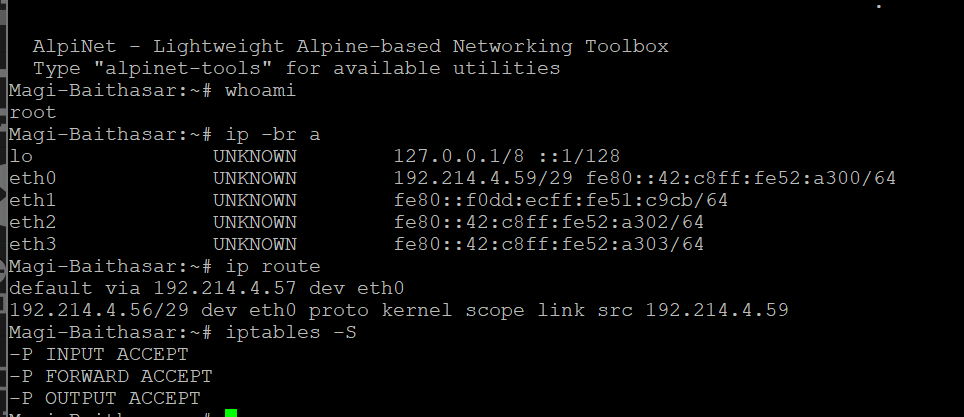 AlpiNet - Lightweight Alpine-based Networking Toolbox
Type "alpinet-tools" for available utilities
Magi-Baithasar:~# whoami
root
Magi-Baithasar:~# ip -br a
lo UNKNOWN 127.0.0.1/8 ::1/128
eth0 UNKNOWN 192.214.4.59/29 fe80::42:c8ff:fe52:a300/64
eth1 UNKNOWN fe80::f0dd:ecff:fe51:c9cb/64
eth2 UNKNOWN fe80::42:c8ff:fe52:a302/64
eth3 UNKNOWN fe80::42:c8ff:fe52:a303/64
Magi-Baithasar:~# ip route
default via 192.214.4.57 dev eth0
192.214.4.56/29 dev eth0 proto kernel scope link src 192.214.4.59
Magi-Baithasar:~# iptables -S
-P INPUT ACCEPT
-P FORWARD ACCEPT
-P OUTPUT ACCEPT
Magi-Baithasar:~#